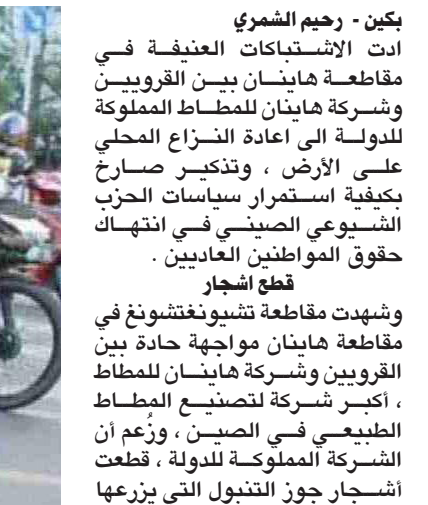 بكين - رحيم الشمري
ادت الاشتباكات العنيفة في
مقاطعة هاينان بين القرويين
وشركة هاينان للمطاط المملوكة
للدولة الى اعادة النزاع المحلي
على الأرض ، وتذكير صارخ
بكيفية استمرار سياسات الحزب
الشيوعي الصيني في انتهاك
حقوق المواطنين العاديين .
قطع اشجار
وشهدت مقاطعة تشيونغتشونغ في
مقاطعة هاينان مواجهة حادة بين
القرويين وشركة هاينان للمطاط
، أكبر شركة لتصنيع المطاط
الطبيعي في الصين ، وزُعم أن
الشركة المملوكة للدولة ، قطعت
أشجار جوز التنبول التي يزرعها